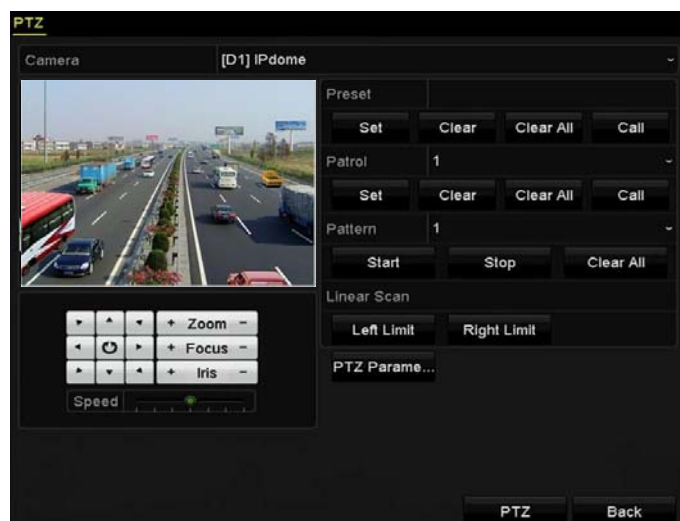 PTZ
Camera [D1] IPdome
Preset
Set Clear Clear All Call
Patrol 1
Set Clear Clear All Call
Pattern 1
Start Stop Clear All
Linear Scan
Left Limit Right Limit
PTZ Parame...
+ Zoom -
+ Focus -
+ Iris -
Speed
PTZ Back